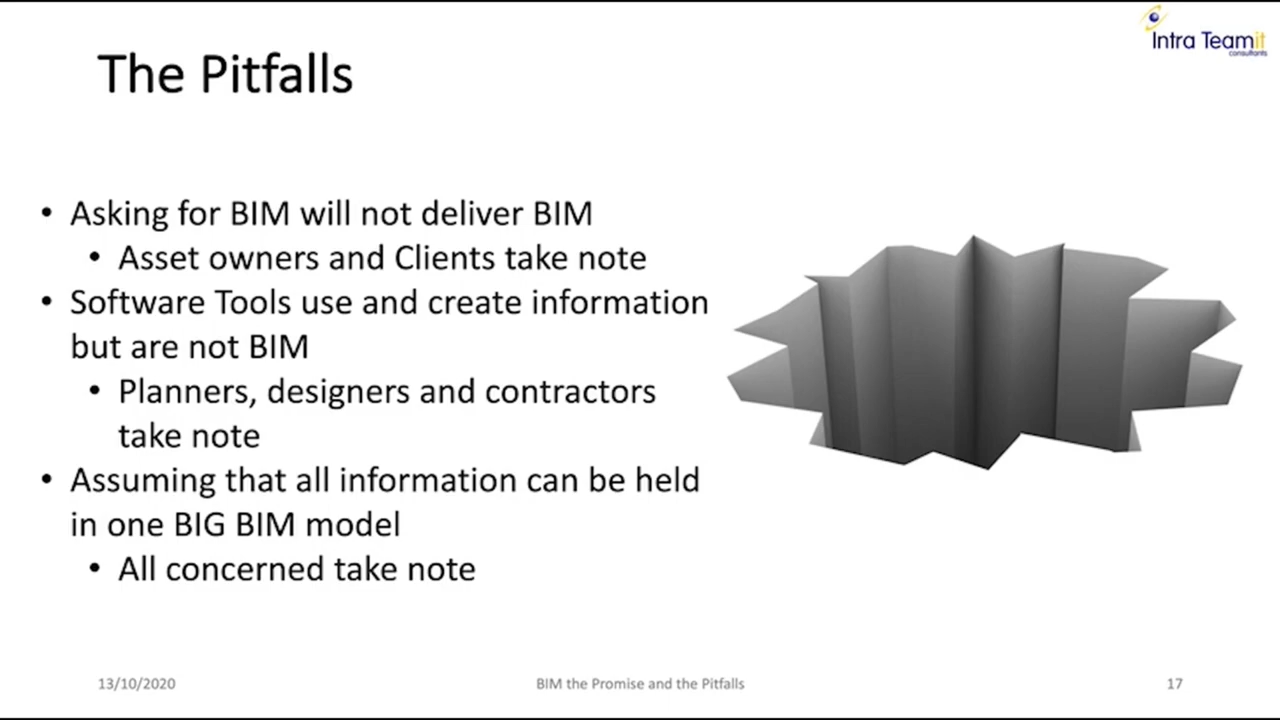 Intra Teamit
consultants
The Pitfalls
• Asking for BIM will not deliver BIM
• Asset owners and Clients take note
• Software Tools use and create information
but are not BIM
• Planners, designers and contractors
take note
• Assuming that all information can be held
in one BIG BIM model
• All concerned take note
13/10/2020
BIM the Promise and the Pitfalls
17